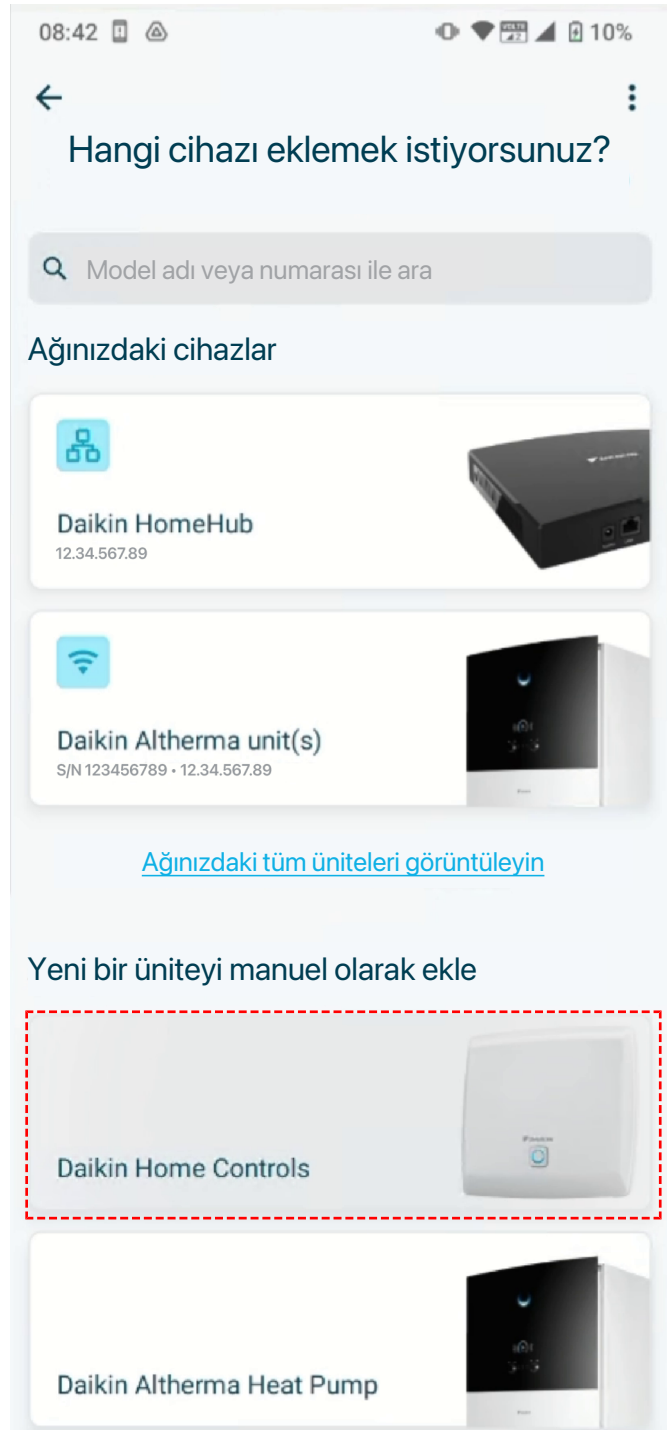 08:42 10%
Hangi cihazı eklemek istiyorsunuz?
Model adı veya numarası ile ara
Ağınızdaki cihazlar
Daikin HomeHub
12.34.567.89
Daikin Altherma unit(s)
S/N 123456789 • 12.34.567.89
Ağınızdaki tüm üniteleri görüntüleyin
Yeni bir üniteyi manuel olarak ekle
Daikin Home Controls
Daikin Altherma Heat Pump